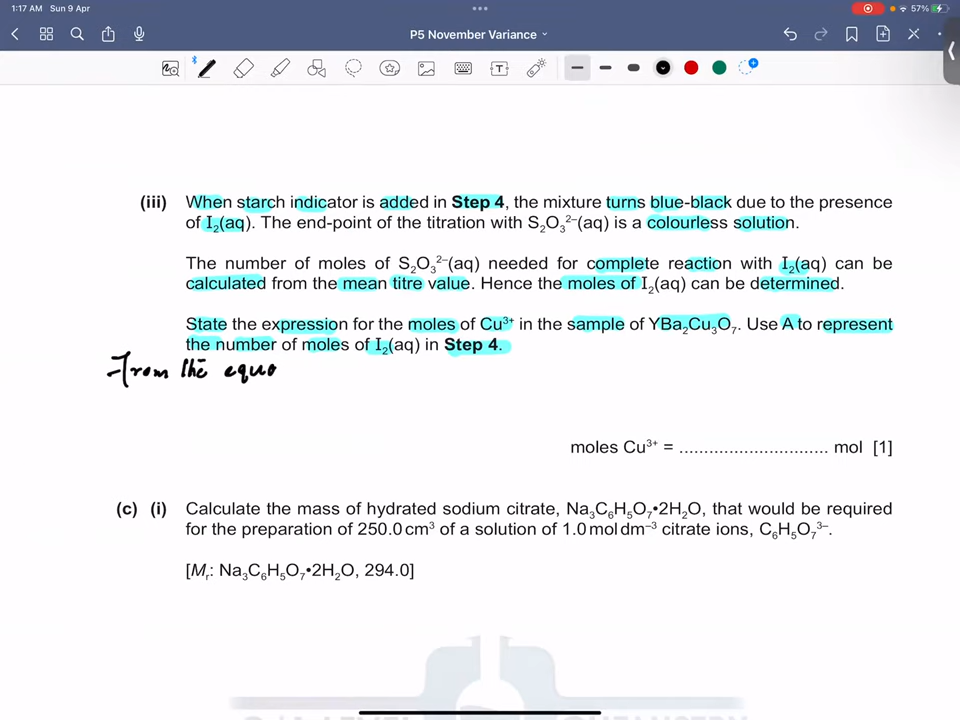 1:17 AM Sun 9 Apr
57%
P5 November Variance
(iii) When starch indicator is added in Step 4, the mixture turns blue-black due to the presence
of I₂(aq). The end-point of the titration with S₂O₃²⁻(aq) is a colourless solution.
The number of moles of S₂O₃²⁻(aq) needed for complete reaction with I₂(aq) can be
calculated from the mean titre value. Hence the moles of I₂(aq) can be determined.
State the expression for the moles of Cu³⁺ in the sample of YBa₂Cu₃O₇. Use A to represent
the number of moles of I₂(aq) in Step 4.
From the equa
moles Cu³⁺ = .............................. mol [1]
(c) (i) Calculate the mass of hydrated sodium citrate, Na₃C₆H₅O₇•2H₂O, that would be required
for the preparation of 250.0 cm³ of a solution of 1.0 mol dm⁻³ citrate ions, C₆H₅O₇³⁻.
[Mᵣ: Na₃C₆H₅O₇•2H₂O, 294.0]